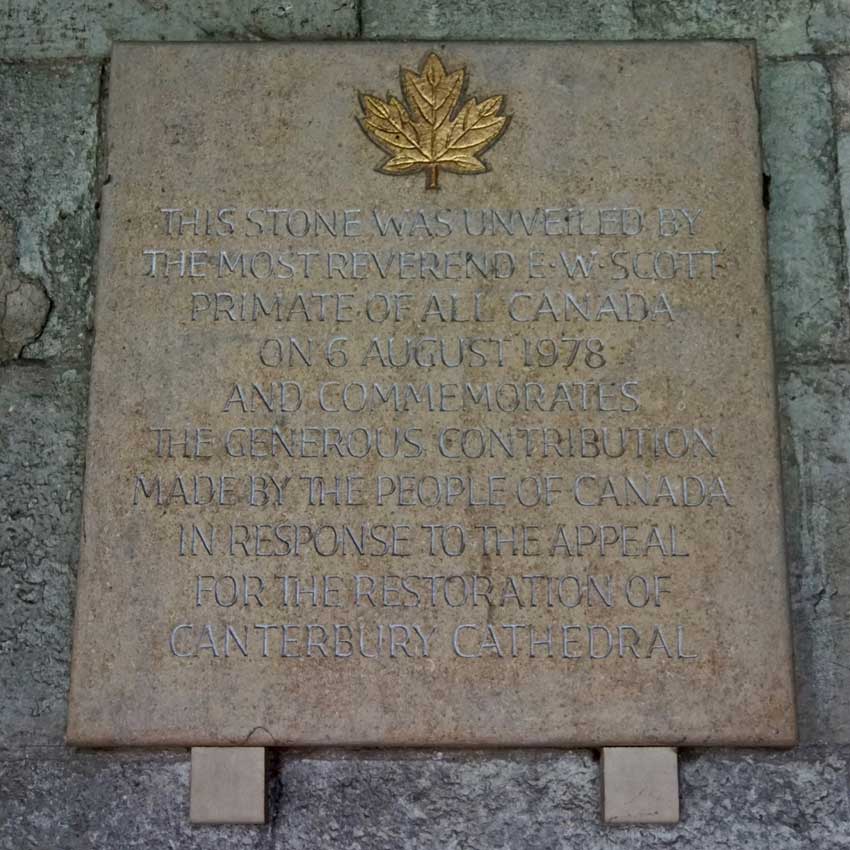 THIS STONE WAS UNVEILED BY
THE MOST REVEREND E·W·SCOTT
PRIMATE OF ALL CANADA
ON 6 AUGUST 1978
AND COMMEMORATES
THE GENEROUS CONTRIBUTION
MADE BY THE PEOPLE OF CANADA
IN RESPONSE TO THE APPEAL
FOR THE RESTORATION OF
CANTERBURY CATHEDRAL